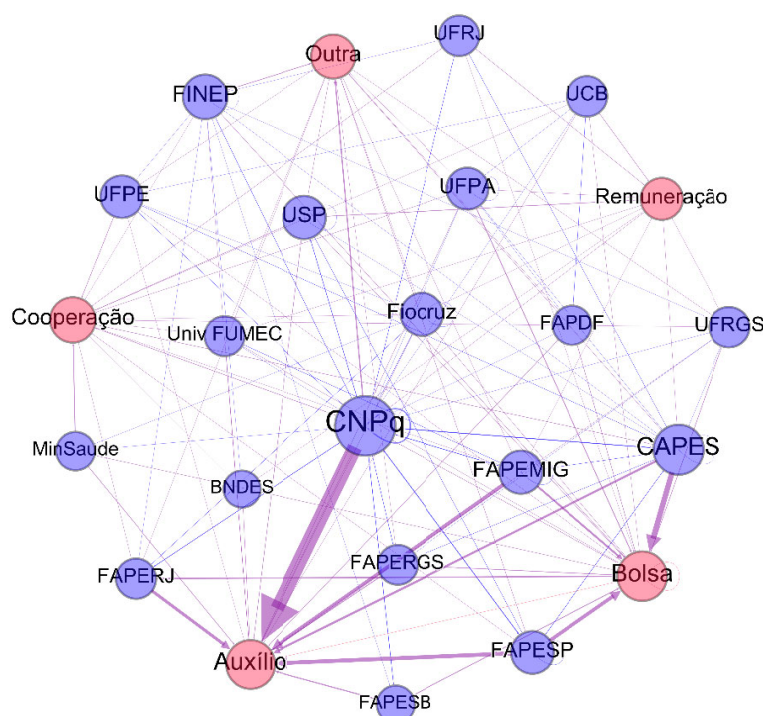 UFRJ
Outra
FINEP
UCB
UFPE
USP
UFPA
Remuneração
Cooperação
Univ FUMEC
Fiocruz
FAPDF
UFRGS
CNPq
MinSaude
FAPEMIG
CAPES
BNDES
FAPERJ
FAPERGS
Bolsa
Auxílio
FAPESP
FAPESB